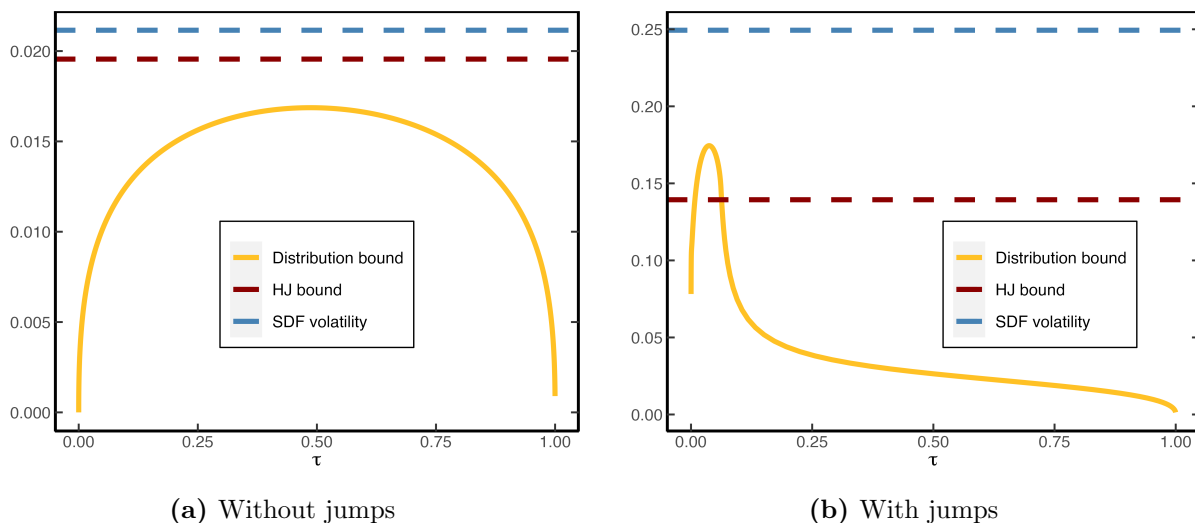 0.020
0.015
0.010
0.005
0.000
0.00 0.25 0.50 0.75 1.00
τ
Distribution bound
HJ bound
SDF volatility
(a) Without jumps
0.25
0.20
0.15
0.10
0.05
0.00
0.00 0.25 0.50 0.75 1.00
τ
Distribution bound
HJ bound
SDF volatility
(b) With jumps